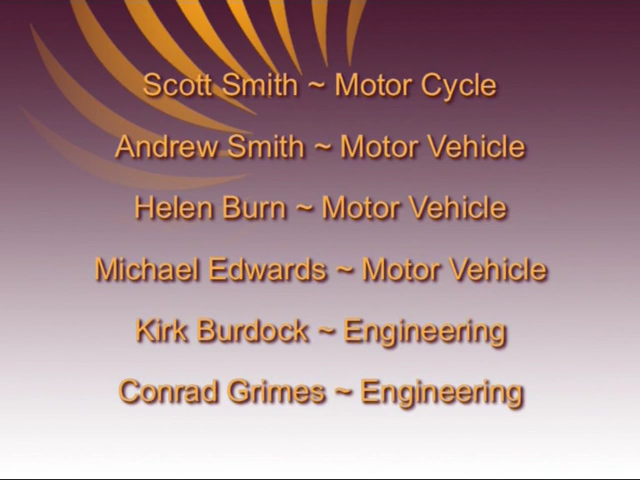 Scott Smith ~ Motor Cycle
Andrew Smith ~ Motor Vehicle
Helen Burn ~ Motor Vehicle
Michael Edwards ~ Motor Vehicle
Kirk Burdock ~ Engineering
Conrad Grimes ~ Engineering